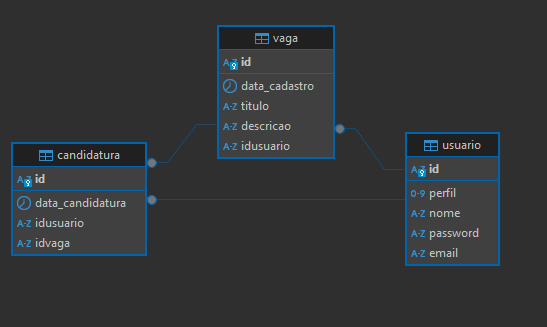 vaga
A-Z id
data_cadastro
A-Z titulo
A-Z descricao
A-Z idusuario
candidatura
A-Z id
data_candidatura
A-Z idusuario
A-Z idvaga
usuario
A-Z id
0-9 perfil
A-Z nome
A-Z password
A-Z email